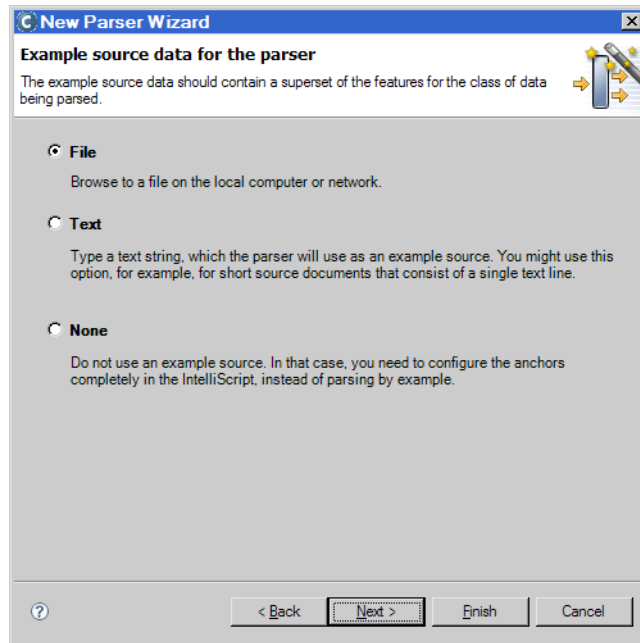 New Parser Wizard
Example source data for the parser
The example source data should contain a superset of the features for the class of data
being parsed.
File
Browse to a file on the local computer or network.
Text
Type a text string, which the parser will use as an example source. You might use this
option, for example, for short source documents that consist of a single text line.
None
Do not use an example source. In that case, you need to configure the anchors
completely in the IntelliScript, instead of parsing by example.
? < Back Next > Finish Cancel